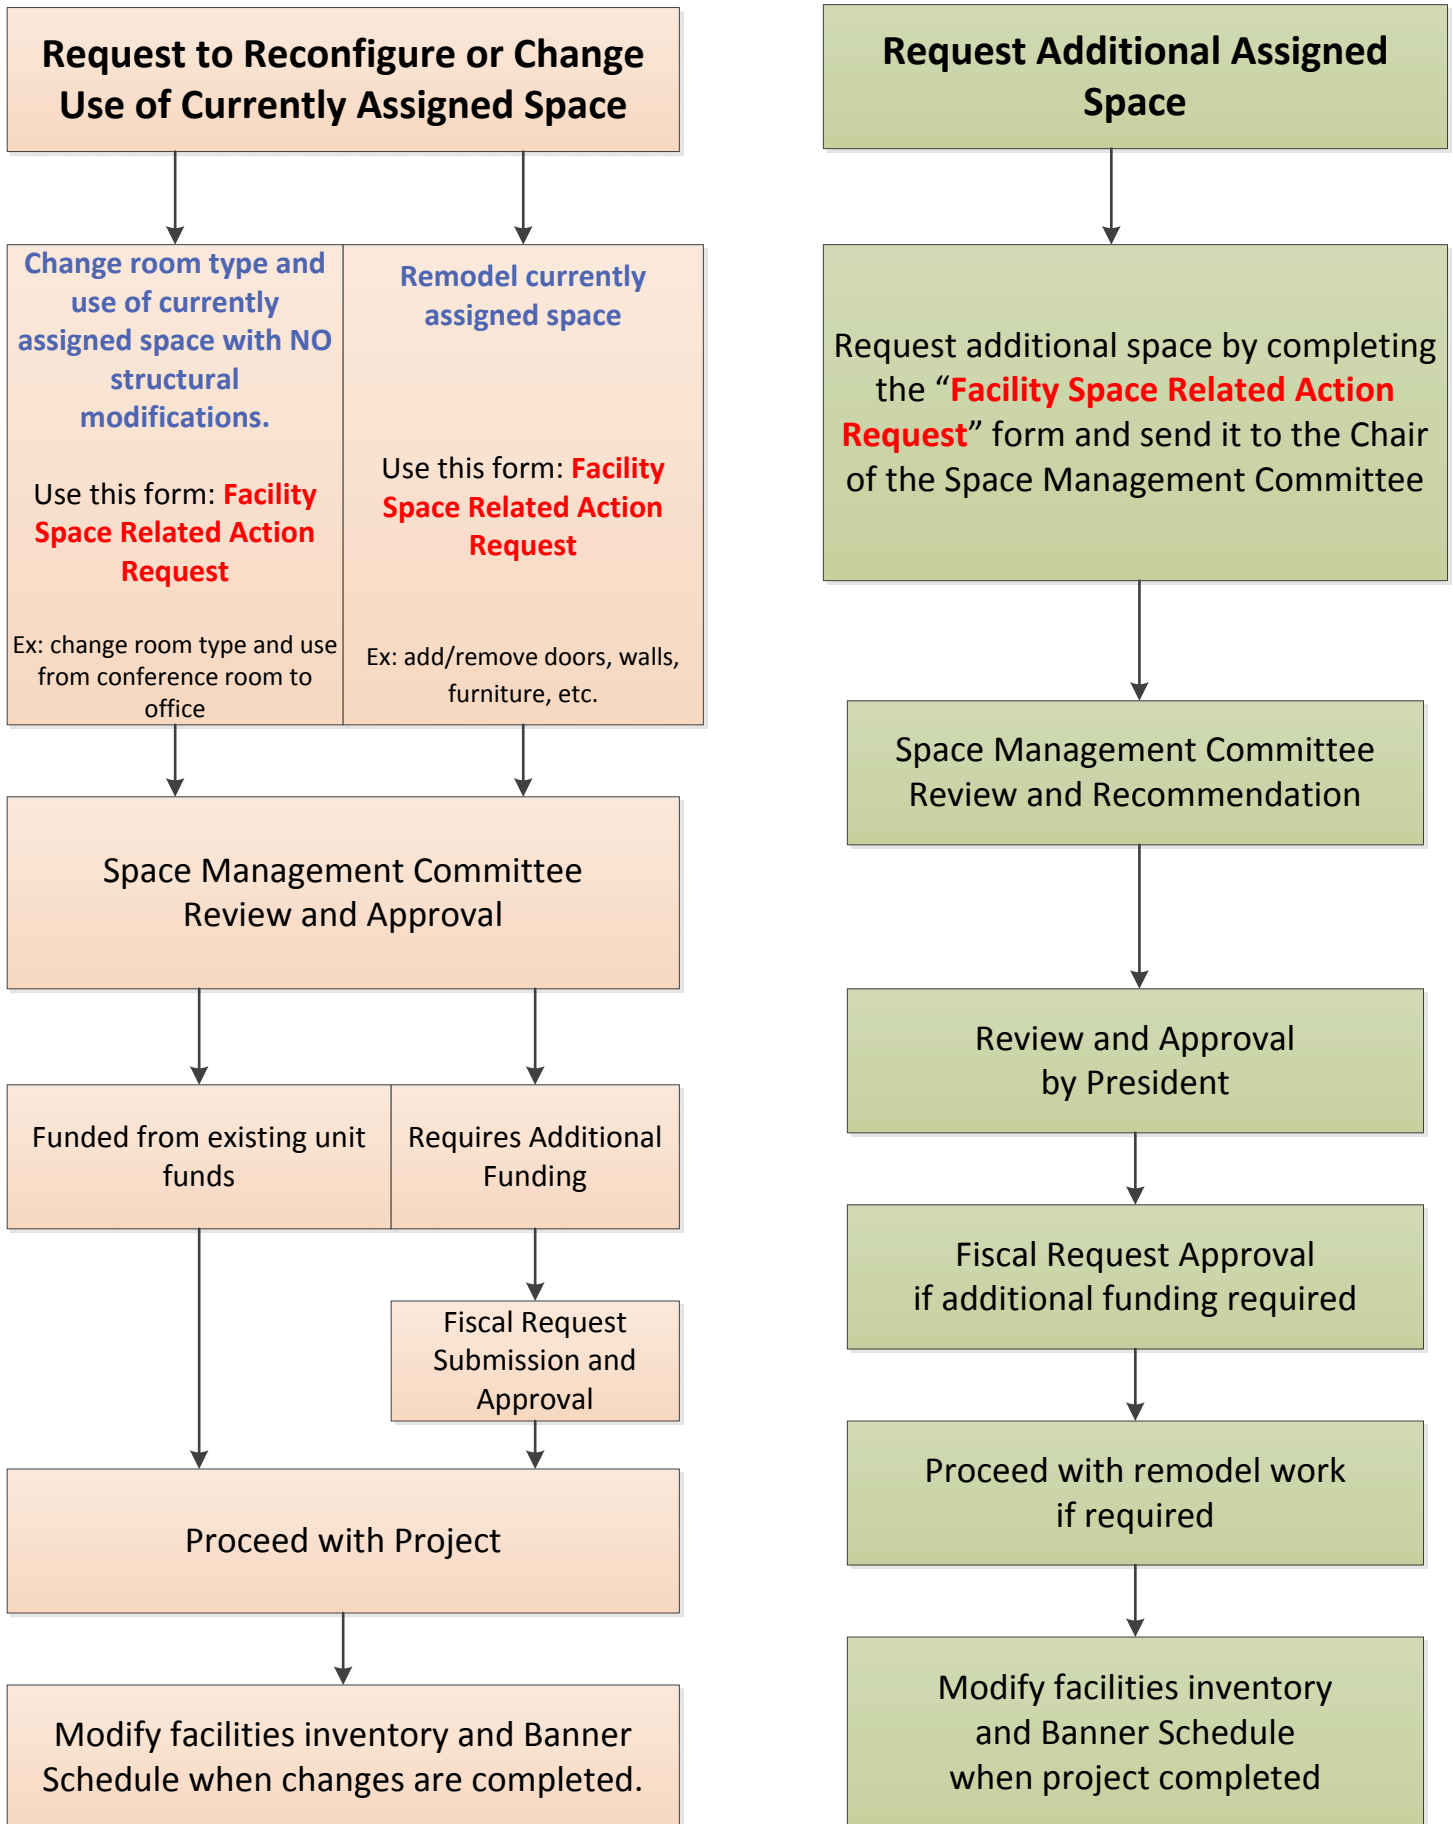 Request to Reconfigure or Change
Use of Currently Assigned Space
Change room type and
use of currently
assigned space with NO
structural
modifications.
Use this form: Facility
Space Related Action
Request
Ex: change room type and use
from conference room to
office
Remodel currently
assigned space
Use this form: Facility
Space Related Action
Request
Ex: add/remove doors, walls,
furniture, etc.
Space Management Committee
Review and Approval
Funded from existing unit
funds
Requires Additional
Funding
Fiscal Request
Submission and
Approval
Proceed with Project
Modify facilities inventory and Banner
Schedule when changes are completed.
Request Additional Assigned
Space
Request additional space by completing
the “Facility Space Related Action
Request” form and send it to the Chair
of the Space Management Committee
Space Management Committee
Review and Recommendation
Review and Approval
by President
Fiscal Request Approval
if additional funding required
Proceed with remodel work
if required
Modify facilities inventory
and Banner Schedule
when project completed